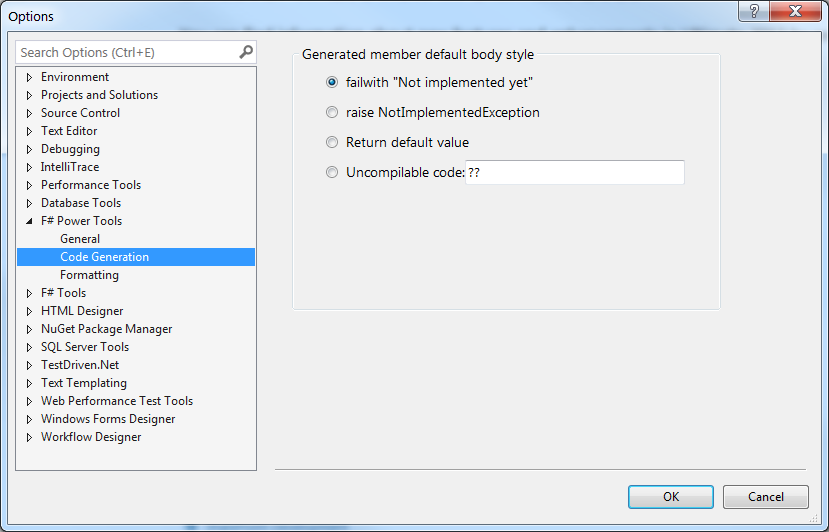 Options
Search Options (Ctrl+E)
Environment
Projects and Solutions
Source Control
Text Editor
Debugging
IntelliTrace
Performance Tools
Database Tools
F# Power Tools
General
Code Generation
Formatting
F# Tools
HTML Designer
NuGet Package Manager
SQL Server Tools
TestDriven.Net
Text Templating
Web Performance Test Tools
Windows Forms Designer
Workflow Designer
Generated member default body style
failwith "Not implemented yet"
raise NotImplementedException
Return default value
Uncompilable code: ??
OK
Cancel